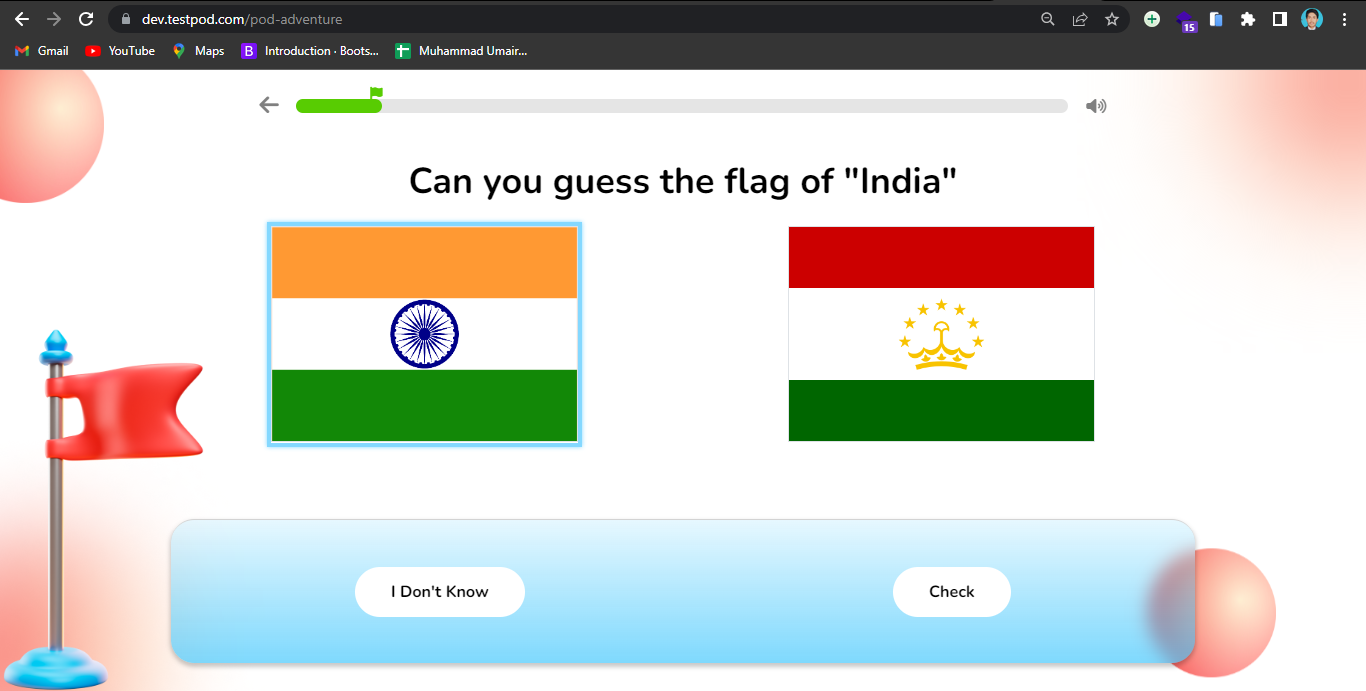 dev.testpod.com/pod-adventure
15
Gmail YouTube Maps B Introduction · Boots... Muhammad Umair...
Can you guess the flag of "India"
I Don't Know Check